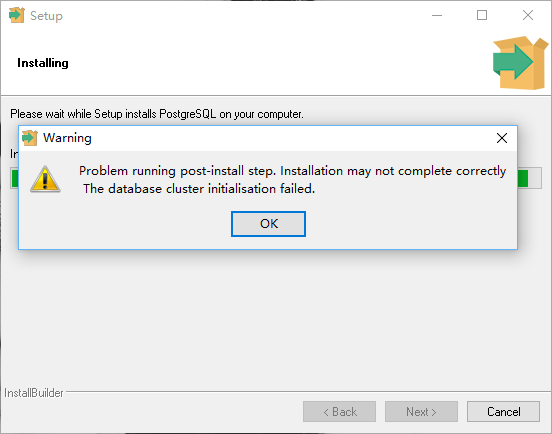 Setup
Installing
Please wait while Setup installs PostgreSQL on your computer.
Warning
Problem running post-install step. Installation may not complete correctly
The database cluster initialisation failed.
OK
InstallBuilder
< Back
Next >
Cancel